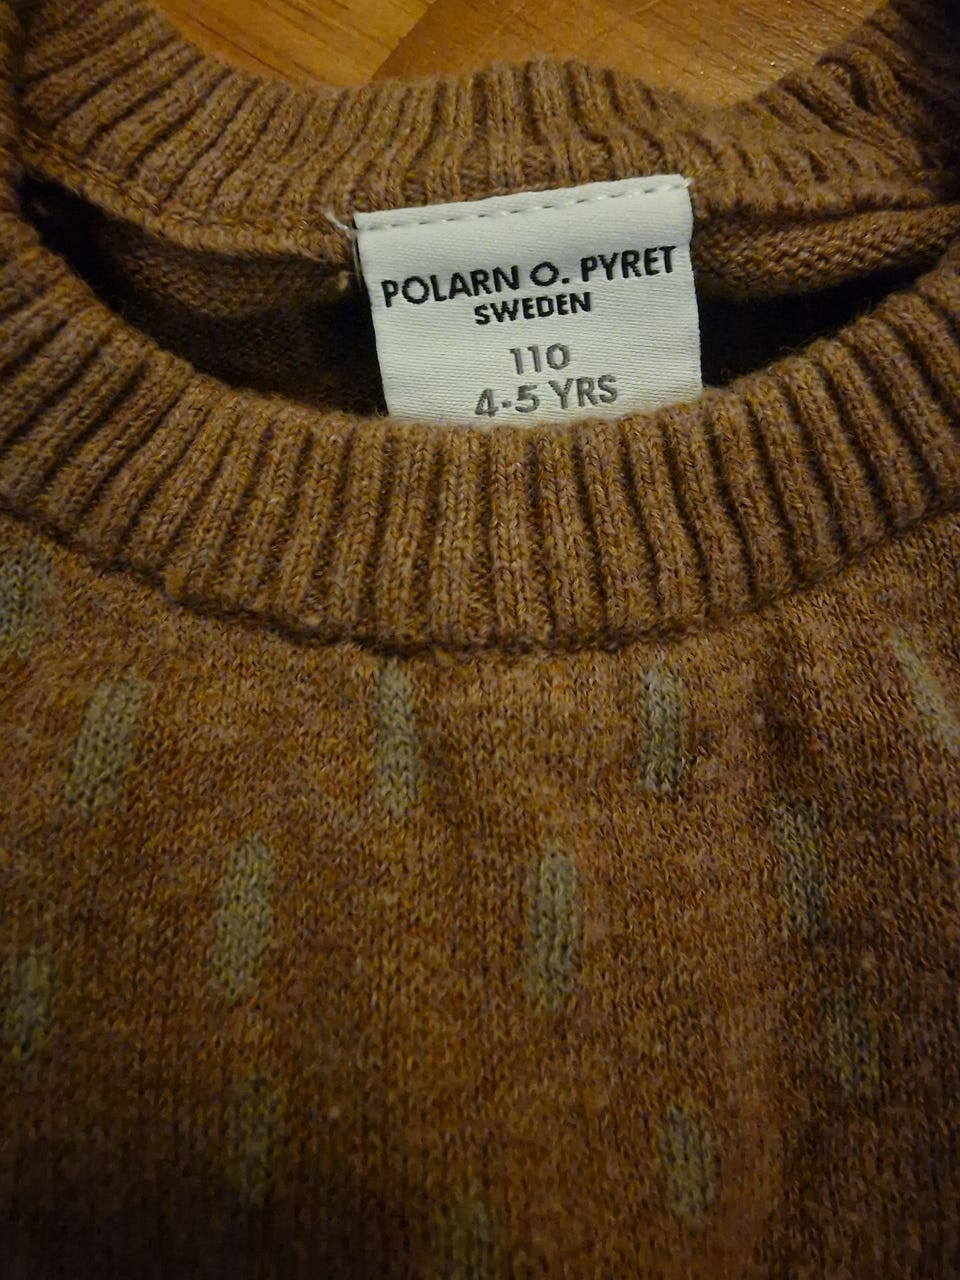 POLARN O. PYRET
SWEDEN
110
4-5 YRS